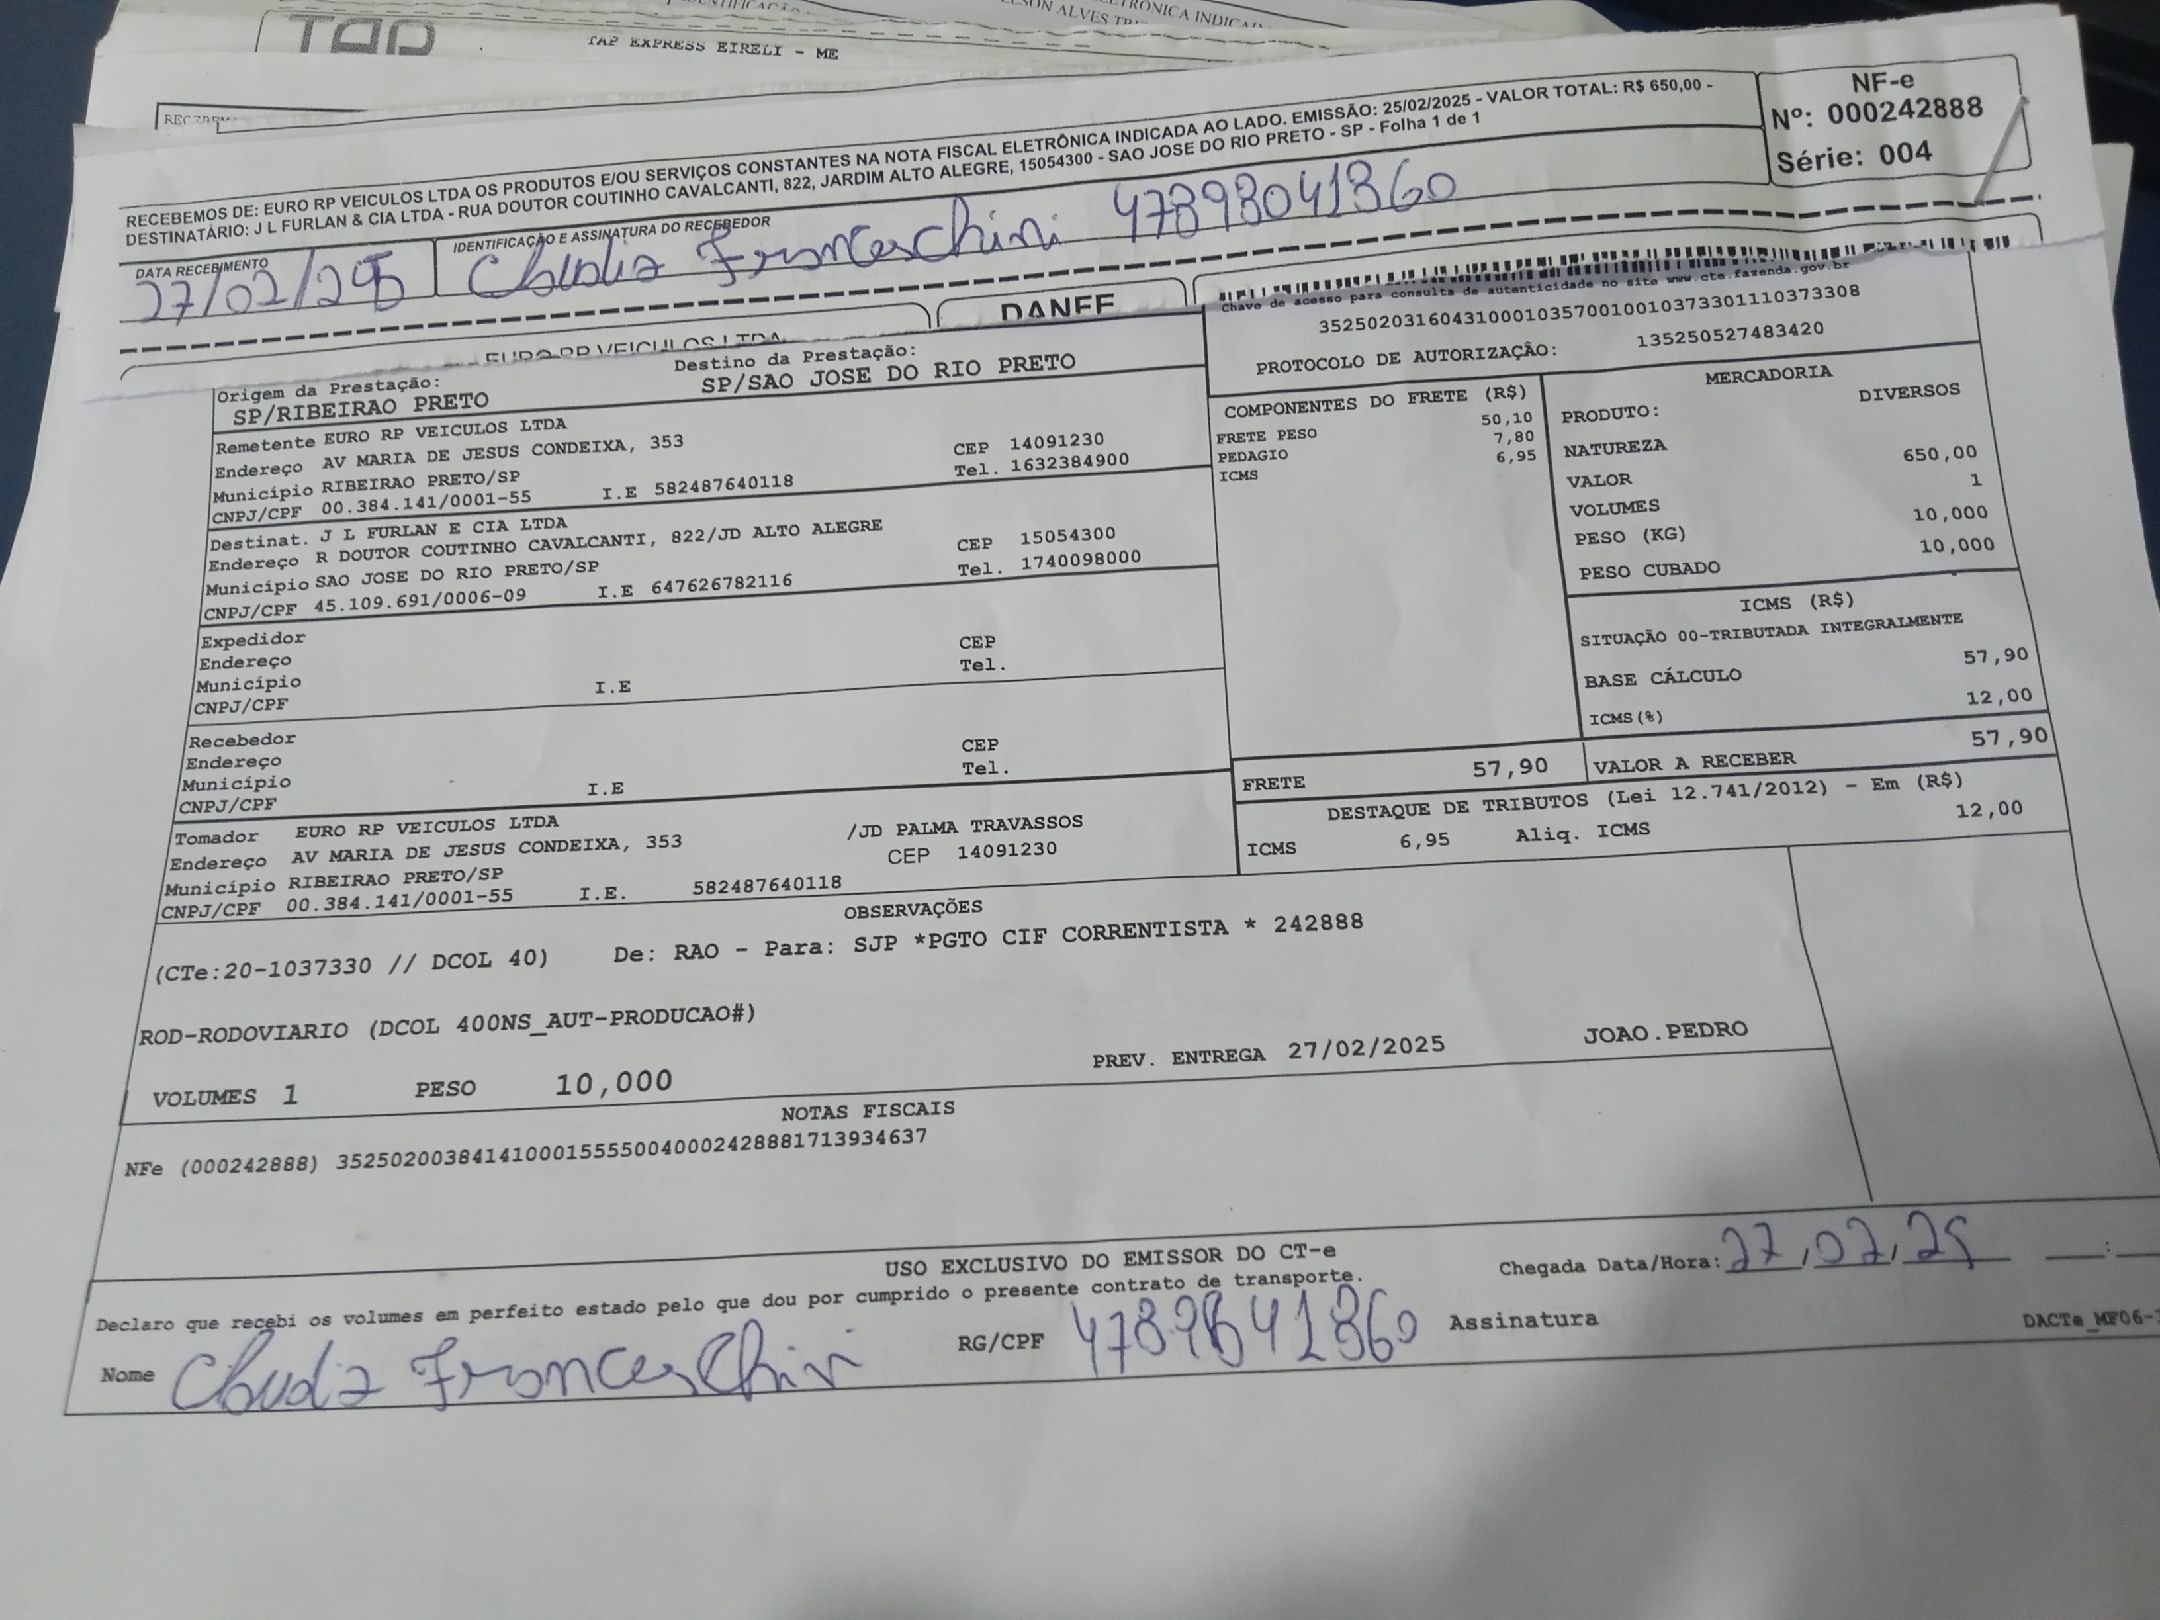 TAP
TAP EXPRESS EIRELI - ME
RECEBEMOS DE: EURO RP VEICULOS LTDA OS PRODUTOS E/OU SERVIÇOS CONSTANTES NA NOTA FISCAL ELETRÔNICA INDICADA AO LADO. EMISSÃO: 25/02/2025 - VALOR TOTAL: R$ 650,00 -
DESTINATÁRIO: J L FURLAN & CIA LTDA - RUA DOUTOR COUTINHO CAVALCANTI, 822, JARDIM ALTO ALEGRE, 15054300 - SAO JOSE DO RIO PRETO - SP - Folha 1 de 1
NF-e
Nº: 000242888
Série: 004
DATA RECEBIMENTO
27/02/25
IDENTIFICAÇÃO E ASSINATURA DO RECEBEDOR
Claudia Franceschini 47898041860
EURO RP VEICULOS LTDA
DANFE
Chave de acesso para consulta de autenticidade no site www.cte.fazenda.gov.br
35250203160431000103570010010373301110373308
PROTOCOLO DE AUTORIZAÇÃO: 135250527483420
Origem da Prestação:
SP/RIBEIRAO PRETO
Destino da Prestação:
SP/SAO JOSE DO RIO PRETO
Remetente EURO RP VEICULOS LTDA
Endereço AV MARIA DE JESUS CONDEIXA, 353 CEP 14091230
Município RIBEIRAO PRETO/SP Tel. 1632384900
CNPJ/CPF 00.384.141/0001-55 I.E 582487640118
Destinat. J L FURLAN E CIA LTDA
Endereço R DOUTOR COUTINHO CAVALCANTI, 822/JD ALTO ALEGRE CEP 15054300
Município SAO JOSE DO RIO PRETO/SP Tel. 1740098000
CNPJ/CPF 45.109.691/0006-09 I.E 647626782116
Expedidor
Endereço CEP
Município Tel.
CNPJ/CPF I.E
Recebedor
Endereço CEP
Município Tel.
CNPJ/CPF I.E
Tomador EURO RP VEICULOS LTDA
Endereço AV MARIA DE JESUS CONDEIXA, 353 /JD PALMA TRAVASSOS
Município RIBEIRAO PRETO/SP CEP 14091230
CNPJ/CPF 00.384.141/0001-55 I.E. 582487640118
COMPONENTES DO FRETE (R$)
FRETE PESO 50,10
PEDAGIO 7,80
ICMS 6,95
MERCADORIA
PRODUTO: DIVERSOS
NATUREZA
VALOR 650,00
VOLUMES 1
PESO (KG) 10,000
PESO CUBADO 10,000
ICMS (R$)
SITUAÇÃO 00-TRIBUTADA INTEGRALMENTE
BASE CÁLCULO 57,90
ICMS(%) 12,00
FRETE 57,90
VALOR A RECEBER 57,90
DESTAQUE DE TRIBUTOS (Lei 12.741/2012) - Em (R$)
ICMS 6,95 Aliq. ICMS 12,00
OBSERVAÇÕES
(CTe:20-1037330 // DCOL 40) De: RAO - Para: SJP *PGTO CIF CORRENTISTA * 242888
ROD-RODOVIARIO (DCOL 400NS_AUT-PRODUCAO#)
VOLUMES 1 PESO 10,000 PREV. ENTREGA 27/02/2025 JOAO.PEDRO
NOTAS FISCAIS
NFe (000242888) 35250200384141000155550040002428881713934637
USO EXCLUSIVO DO EMISSOR DO CT-e
Declaro que recebi os volumes em perfeito estado pelo que dou por cumprido o presente contrato de transporte.
Chegada Data/Hora: 27/02/25 :
Nome Claudia Franceschini RG/CPF Assinatura